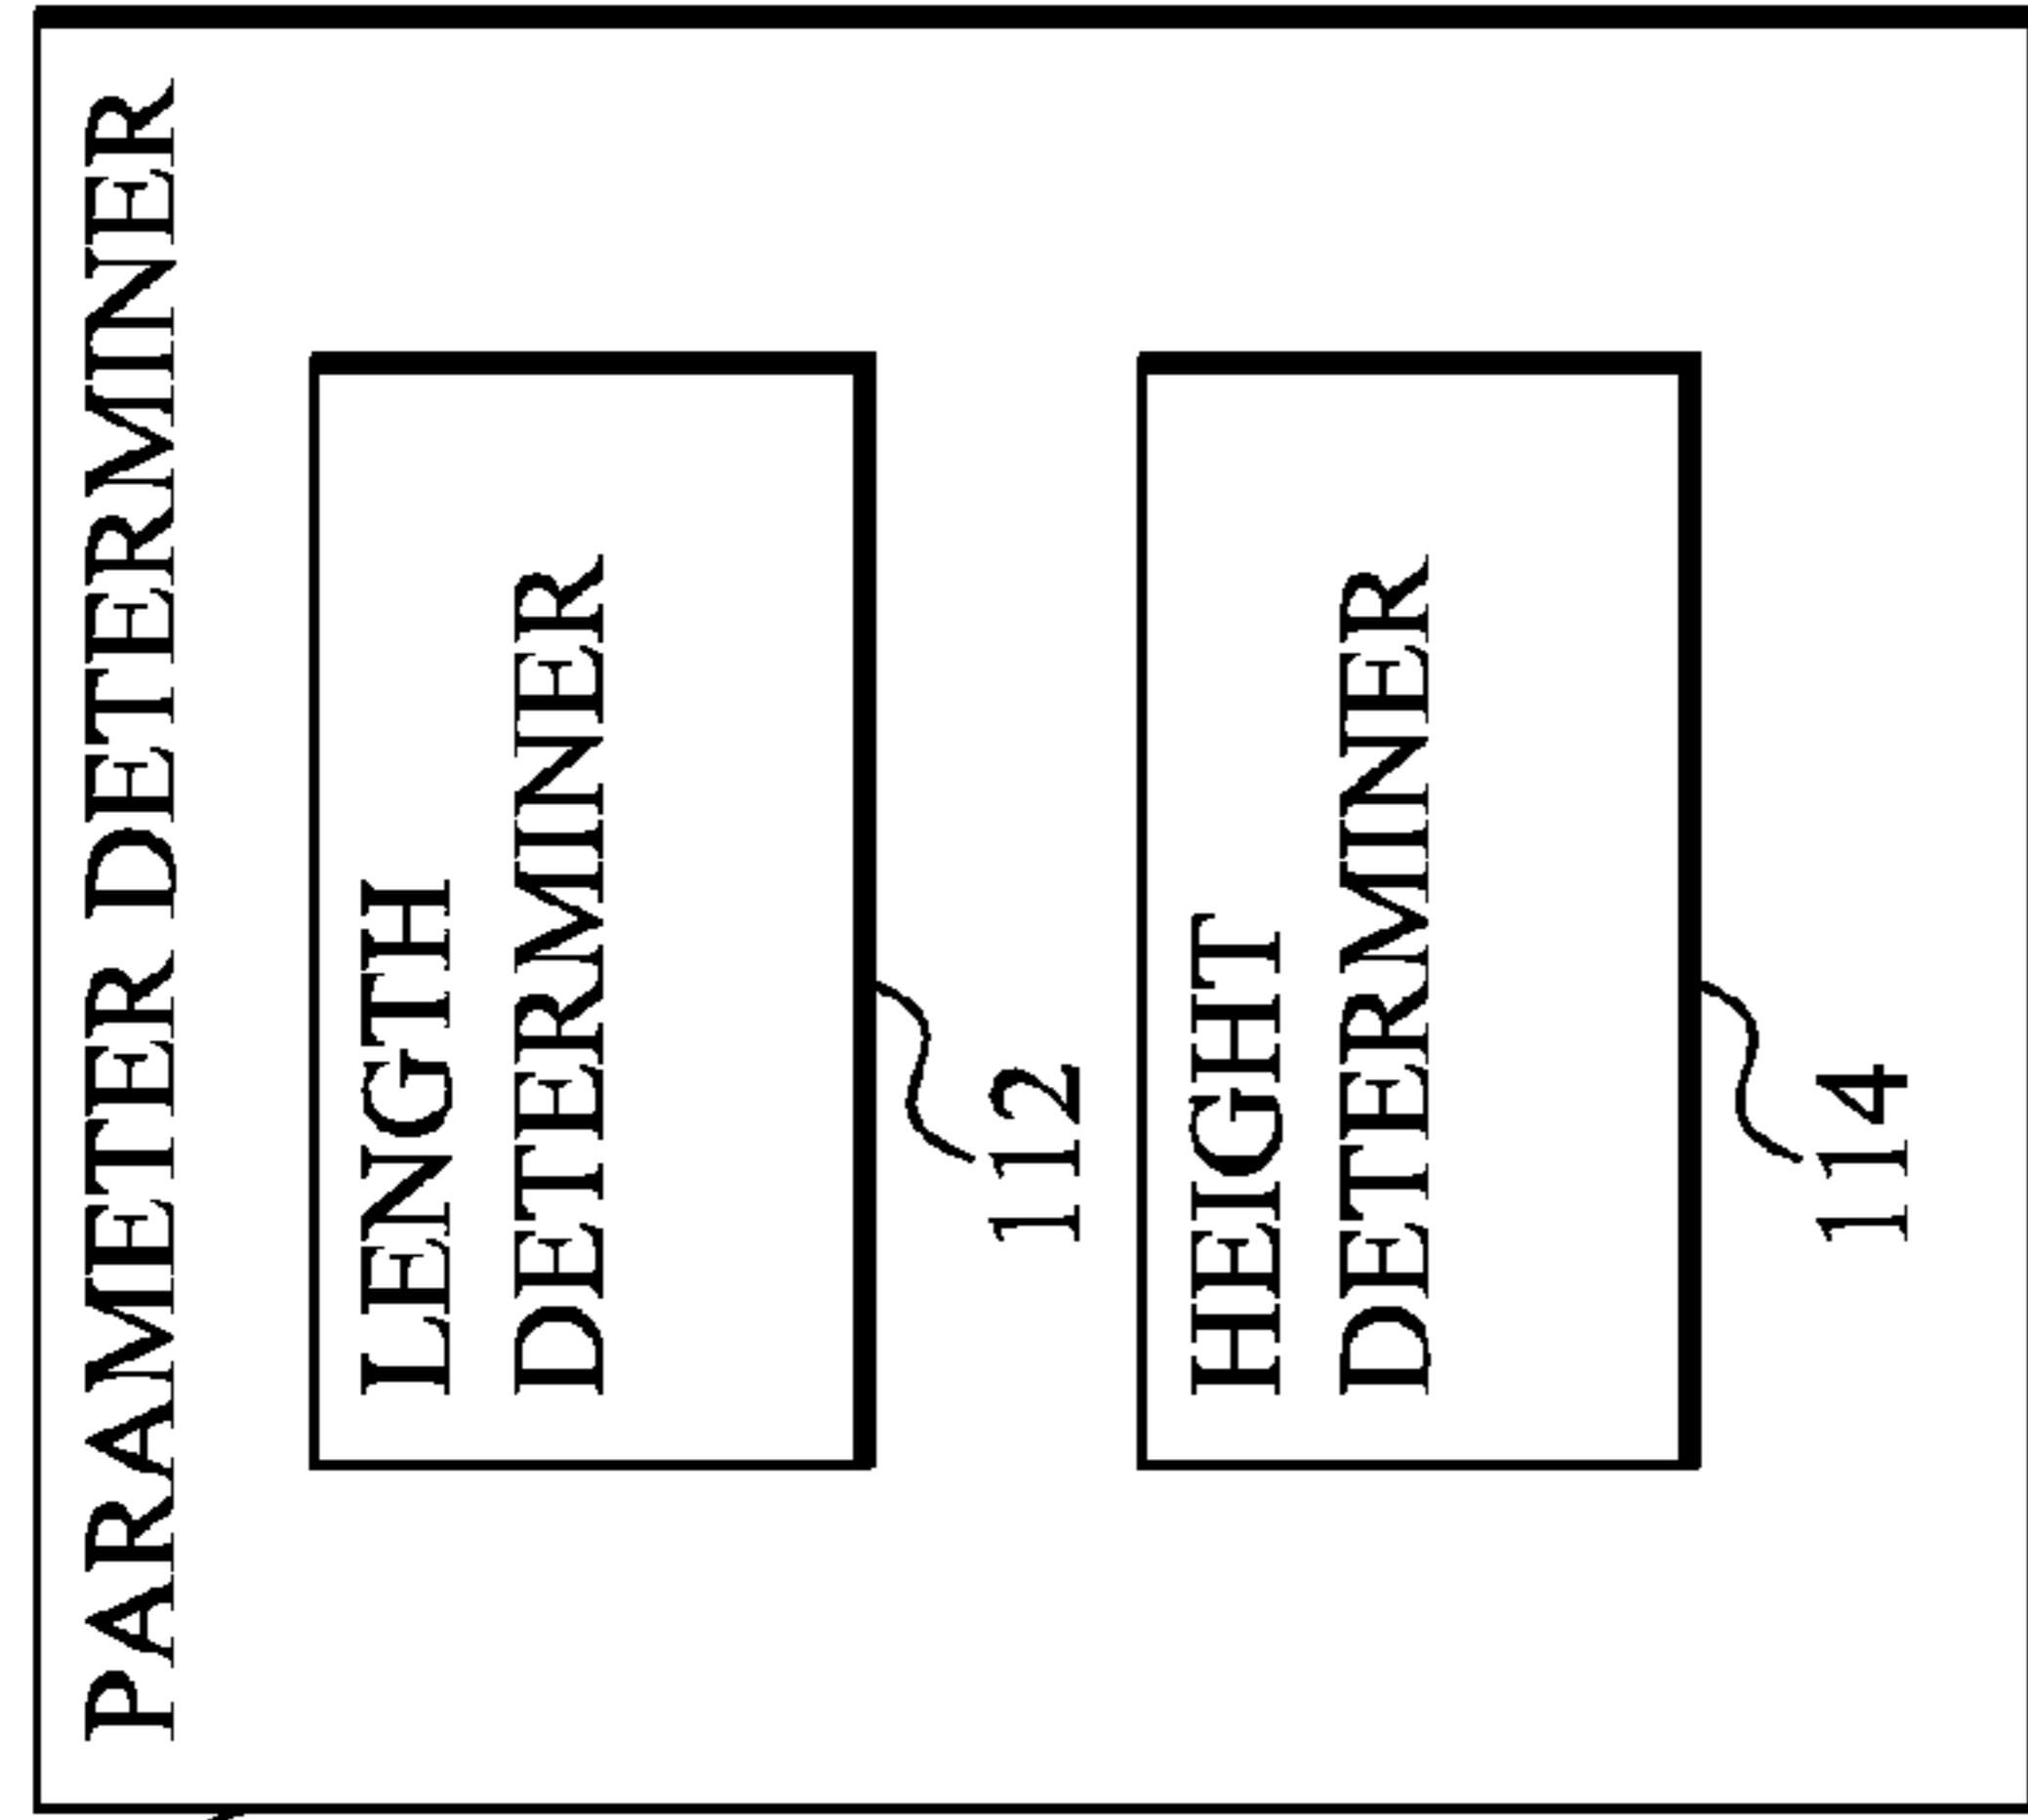 PARAMETER DETERMINER
LENGTH
DETERMINER
112
HEIGHT
DETERMINER
114